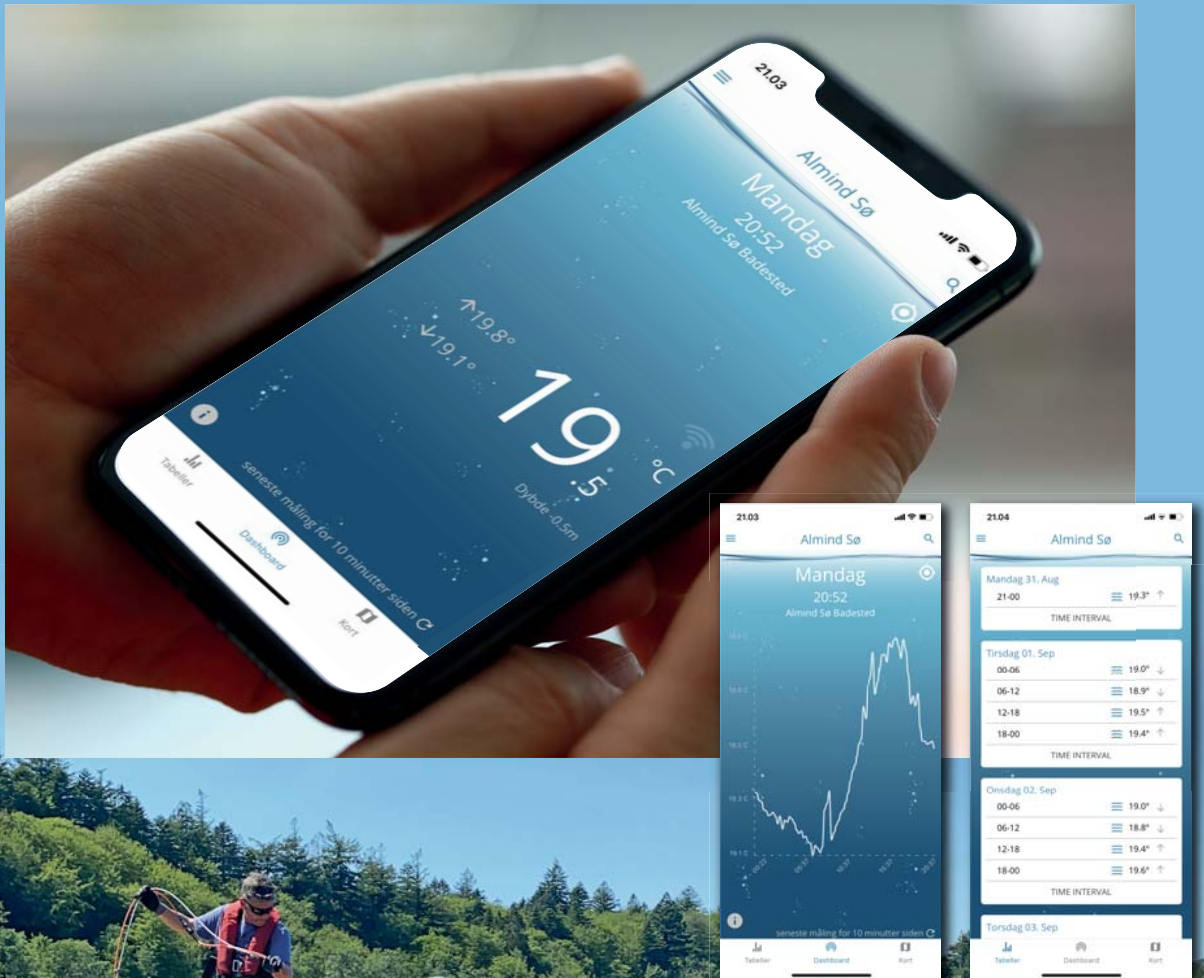 21.03
Almind Sø
Mandag
20:52
Almind Sø Badested
↑19.8°
↓19.1°
19.5 °C
Dybde -0.5m
seneste måling for 10 minutter siden
Tabeller
Dashboard
Kort
21.03
Almind Sø
Mandag
20:52
Almind Sø Badested
19.3 C
19.1 C
seneste måling for 10 minutter siden
Tabeller
Dashboard
Kort
21.04
Almind Sø
Mandag 31. Aug
21-00 19.3° ↑
TIME INTERVAL
Tirsdag 01. Sep
00-06 19.0° ↓
06-12 18.9° ↓
12-18 19.5° ↑
18-00 19.4° ↑
TIME INTERVAL
Onsdag 02. Sep
00-06 19.0° ↓
06-12 18.8° ↓
12-18 19.4° ↑
18-00 19.6° ↑
TIME INTERVAL
Torsdag 03. Sep
Tabeller
Dashboard
Kort